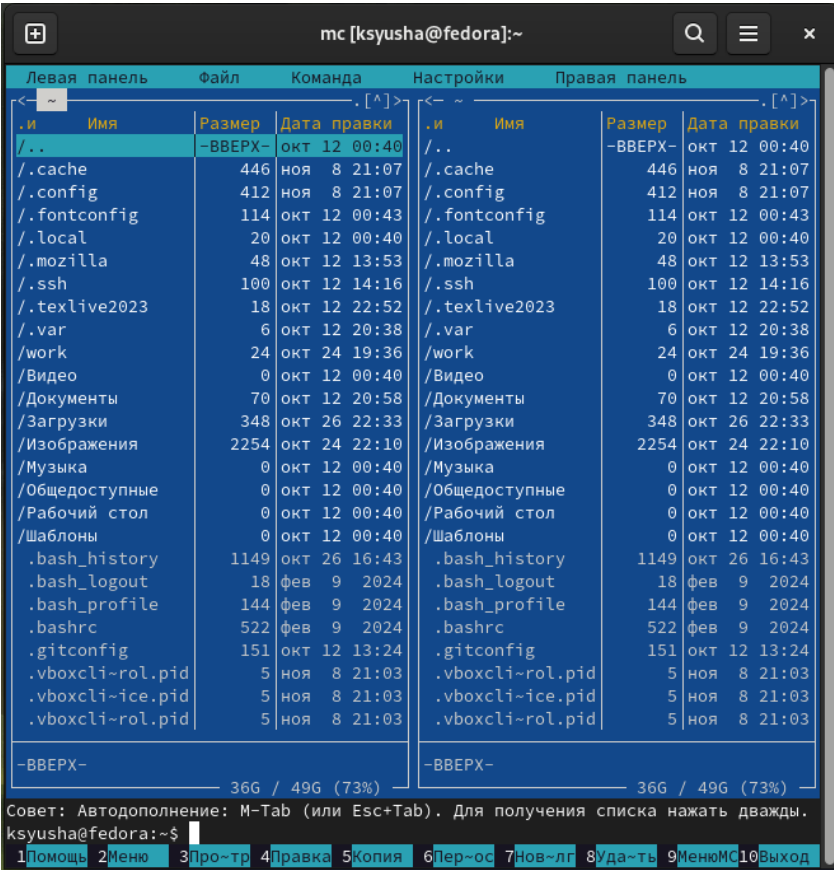 mc [ksyusha@fedora]:~
Левая панель Файл Команда Настройки Правая панель
<— ~ .[^]> <— ~ .[^]>
.и Имя Размер Дата правки .и Имя Размер Дата правки
/.. -ВВЕРХ- окт 12 00:40 /.. -ВВЕРХ- окт 12 00:40
/.cache 446 ноя 8 21:07 /.cache 446 ноя 8 21:07
/.config 412 ноя 8 21:07 /.config 412 ноя 8 21:07
/.fontconfig 114 окт 12 00:43 /.fontconfig 114 окт 12 00:43
/.local 20 окт 12 00:40 /.local 20 окт 12 00:40
/.mozilla 48 окт 12 13:53 /.mozilla 48 окт 12 13:53
/.ssh 100 окт 12 14:16 /.ssh 100 окт 12 14:16
/.texlive2023 18 окт 12 22:52 /.texlive2023 18 окт 12 22:52
/.var 6 окт 12 20:38 /.var 6 окт 12 20:38
/work 24 окт 24 19:36 /work 24 окт 24 19:36
/Видео 0 окт 12 00:40 /Видео 0 окт 12 00:40
/Документы 70 окт 12 20:58 /Документы 70 окт 12 20:58
/Загрузки 348 окт 26 22:33 /Загрузки 348 окт 26 22:33
/Изображения 2254 окт 24 22:10 /Изображения 2254 окт 24 22:10
/Музыка 0 окт 12 00:40 /Музыка 0 окт 12 00:40
/Общедоступные 0 окт 12 00:40 /Общедоступные 0 окт 12 00:40
/Рабочий стол 0 окт 12 00:40 /Рабочий стол 0 окт 12 00:40
/Шаблоны 0 окт 12 00:40 /Шаблоны 0 окт 12 00:40
.bash_history 1149 окт 26 16:43 .bash_history 1149 окт 26 16:43
.bash_logout 18 фев 9 2024 .bash_logout 18 фев 9 2024
.bash_profile 144 фев 9 2024 .bash_profile 144 фев 9 2024
.bashrc 522 фев 9 2024 .bashrc 522 фев 9 2024
.gitconfig 151 окт 12 13:24 .gitconfig 151 окт 12 13:24
.vboxcli~rol.pid 5 ноя 8 21:03 .vboxcli~rol.pid 5 ноя 8 21:03
.vboxcli~ice.pid 5 ноя 8 21:03 .vboxcli~ice.pid 5 ноя 8 21:03
.vboxcli~rol.pid 5 ноя 8 21:03 .vboxcli~rol.pid 5 ноя 8 21:03
-ВВЕРХ- -ВВЕРХ-
36G / 49G (73%) 36G / 49G (73%)
Совет: Автодополнение: M-Tab (или Esc+Tab). Для получения списка нажать дважды.
ksyusha@fedora:~$
1Помощь 2Меню 3Про~тр 4Правка 5Копия 6Пер~ос 7Нов~лг 8Уда~ть 9МенюMC10Выход